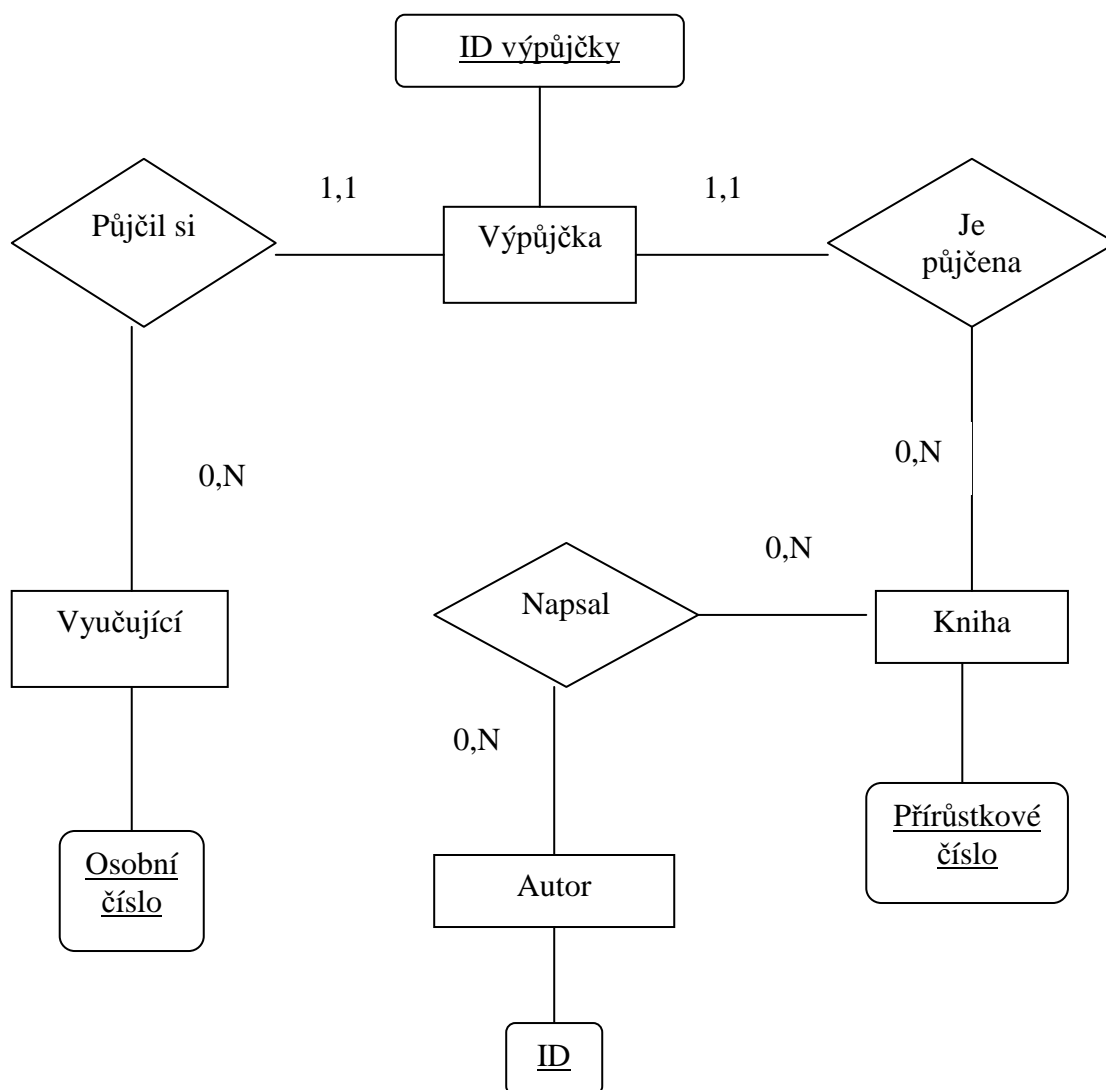 ID výpůjčky
Půjčil si
1,1
Výpůjčka
1,1
Je
půjčena
0,N
0,N
Vyučující
Napsal
0,N
Kniha
0,N
Osobní
číslo
Autor
Přírůstkové
číslo
ID